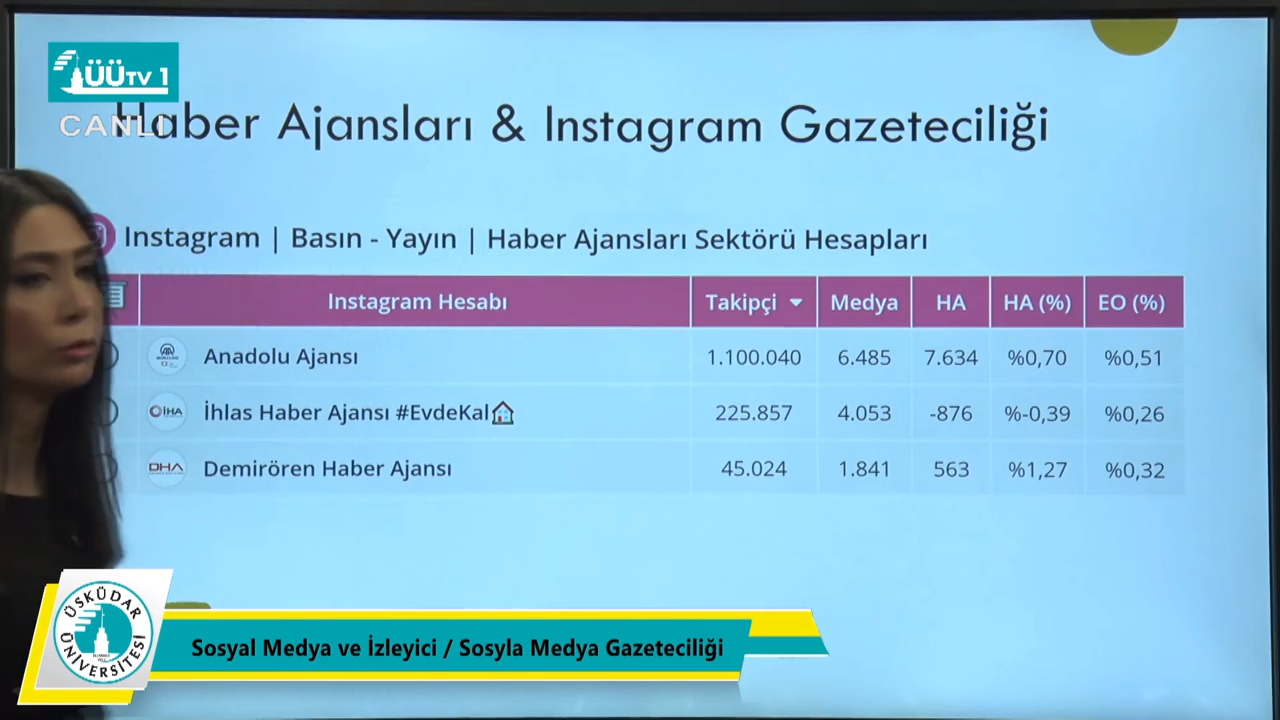 ÜÜTV 1
CANLI
Haber Ajansları & Instagram Gazeteciliği
Instagram | Basın - Yayın | Haber Ajansları Sektörü Hesapları
Instagram Hesabı Takipçi Medya HA HA (%) EO (%)
AA Anadolu Ajansı 1.100.040 6.485 7.634 %0,70 %0,51
İHA İhlas Haber Ajansı #EvdeKal🏠 225.857 4.053 -876 %-0,39 %0,26
DHA Demirören Haber Ajansı 45.024 1.841 563 %1,27 %0,32
ÜSKÜDAR ÜNİVERSİTESİ
Sosyal Medya ve İzleyici / Sosyla Medya Gazeteciliği